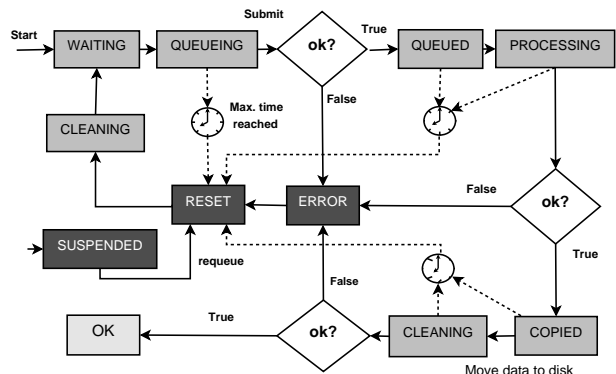 Submit
Start
WAITING
QUEUEING
ok?
True
QUEUED
PROCESSING
Max. time
reached
False
CLEANING
RESET
ERROR
False
ok?
SUSPENDED
requeue
True
False
OK
True
ok?
CLEANING
COPIED
Move data to disk